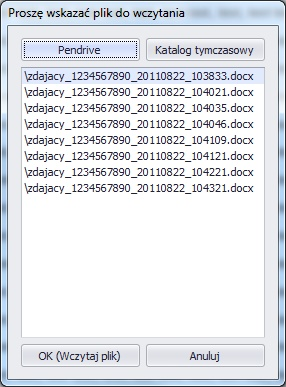 Proszę wskazać plik do wczytania
Pendrive Katalog tymczasowy
\zdajacy_1234567890_20110822_103833.docx
\zdajacy_1234567890_20110822_104021.docx
\zdajacy_1234567890_20110822_104035.docx
\zdajacy_1234567890_20110822_104046.docx
\zdajacy_1234567890_20110822_104109.docx
\zdajacy_1234567890_20110822_104121.docx
\zdajacy_1234567890_20110822_104221.docx
\zdajacy_1234567890_20110822_104321.docx
OK (Wczytaj plik) Anuluj